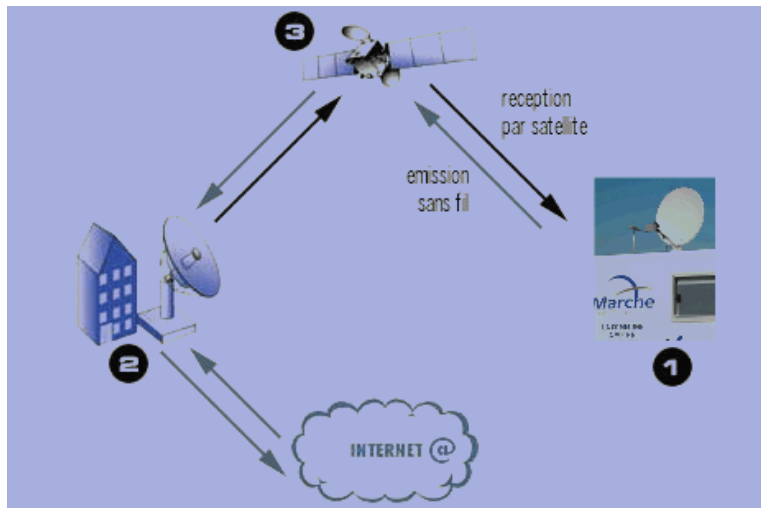 3
reception
par satellite
emission
sans fil
Marche
2
1
INTERNET @